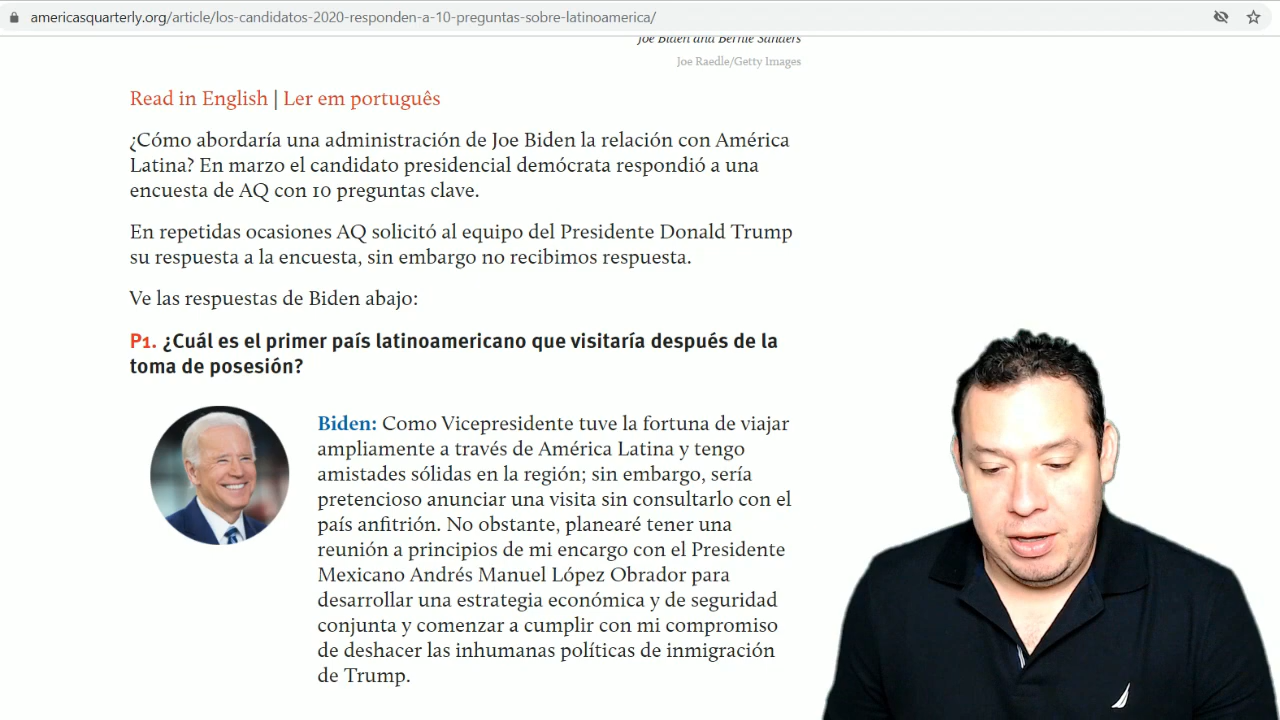 americasquarterly.org/article/los-candidatos-2020-responden-a-10-preguntas-sobre-latinoamerica/
Joe Biden and Bernie Sanders
Joe Raedle/Getty Images
Read in English | Ler em português
¿Cómo abordaría una administración de Joe Biden la relación con América
Latina? En marzo el candidato presidencial demócrata respondió a una
encuesta de AQ con 10 preguntas clave.
En repetidas ocasiones AQ solicitó al equipo del Presidente Donald Trump
su respuesta a la encuesta, sin embargo no recibimos respuesta.
Ve las respuestas de Biden abajo:
P1. ¿Cuál es el primer país latinoamericano que visitaría después de la
toma de posesión?
Biden: Como Vicepresidente tuve la fortuna de viajar
ampliamente a través de América Latina y tengo
amistades sólidas en la región; sin embargo, sería
pretencioso anunciar una visita sin consultarlo con el
país anfitrión. No obstante, planearé tener una
reunión a principios de mi encargo con el Presidente
Mexicano Andrés Manuel López Obrador para
desarrollar una estrategia económica y de seguridad
conjunta y comenzar a cumplir con mi compromiso
de deshacer las inhumanas políticas de inmigración
de Trump.